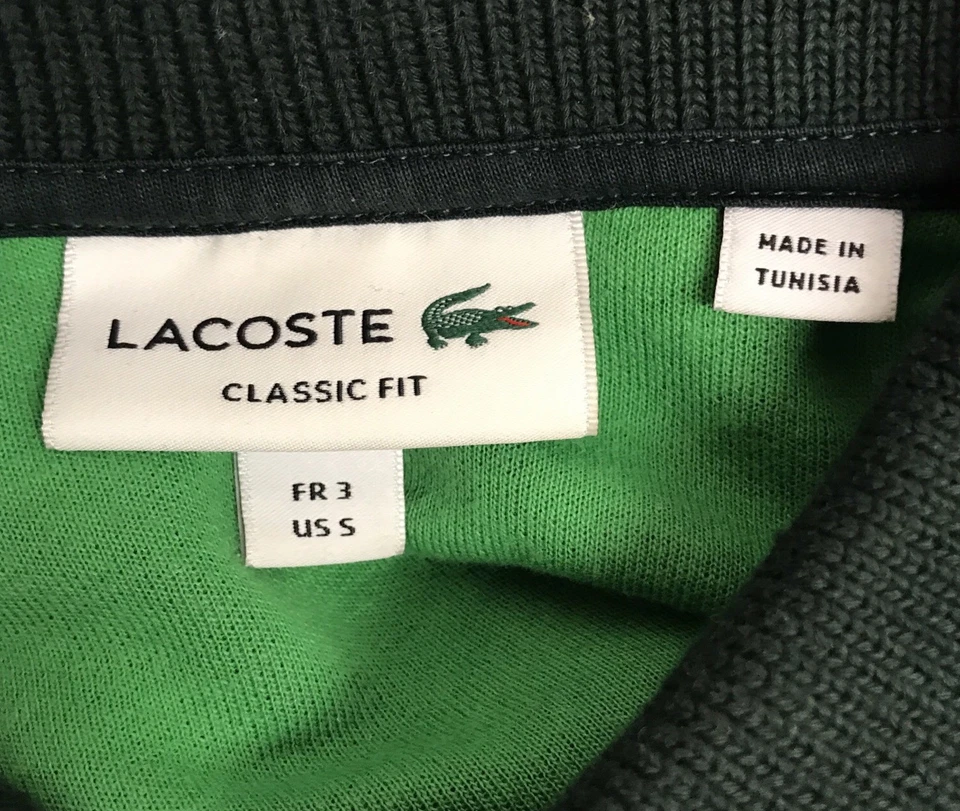 LACOSTE
CLASSIC FIT
FR 3
US S
MADE IN
TUNISIA